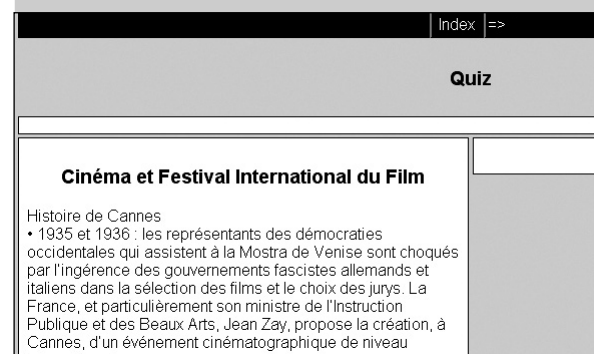 Index =>
Quiz
Cinéma et Festival International du Film
Histoire de Cannes
• 1935 et 1936 : les représentants des démocraties
occidentales qui assistent à la Mostra de Venise sont choqués
par l'ingérence des gouvernements fascistes allemands et
italiens dans la sélection des films et le choix des jurys. La
France, et particulièrement son ministre de l'Instruction
Publique et des Beaux Arts, Jean Zay, propose la création, à
Cannes, d'un événement cinématographique de niveau